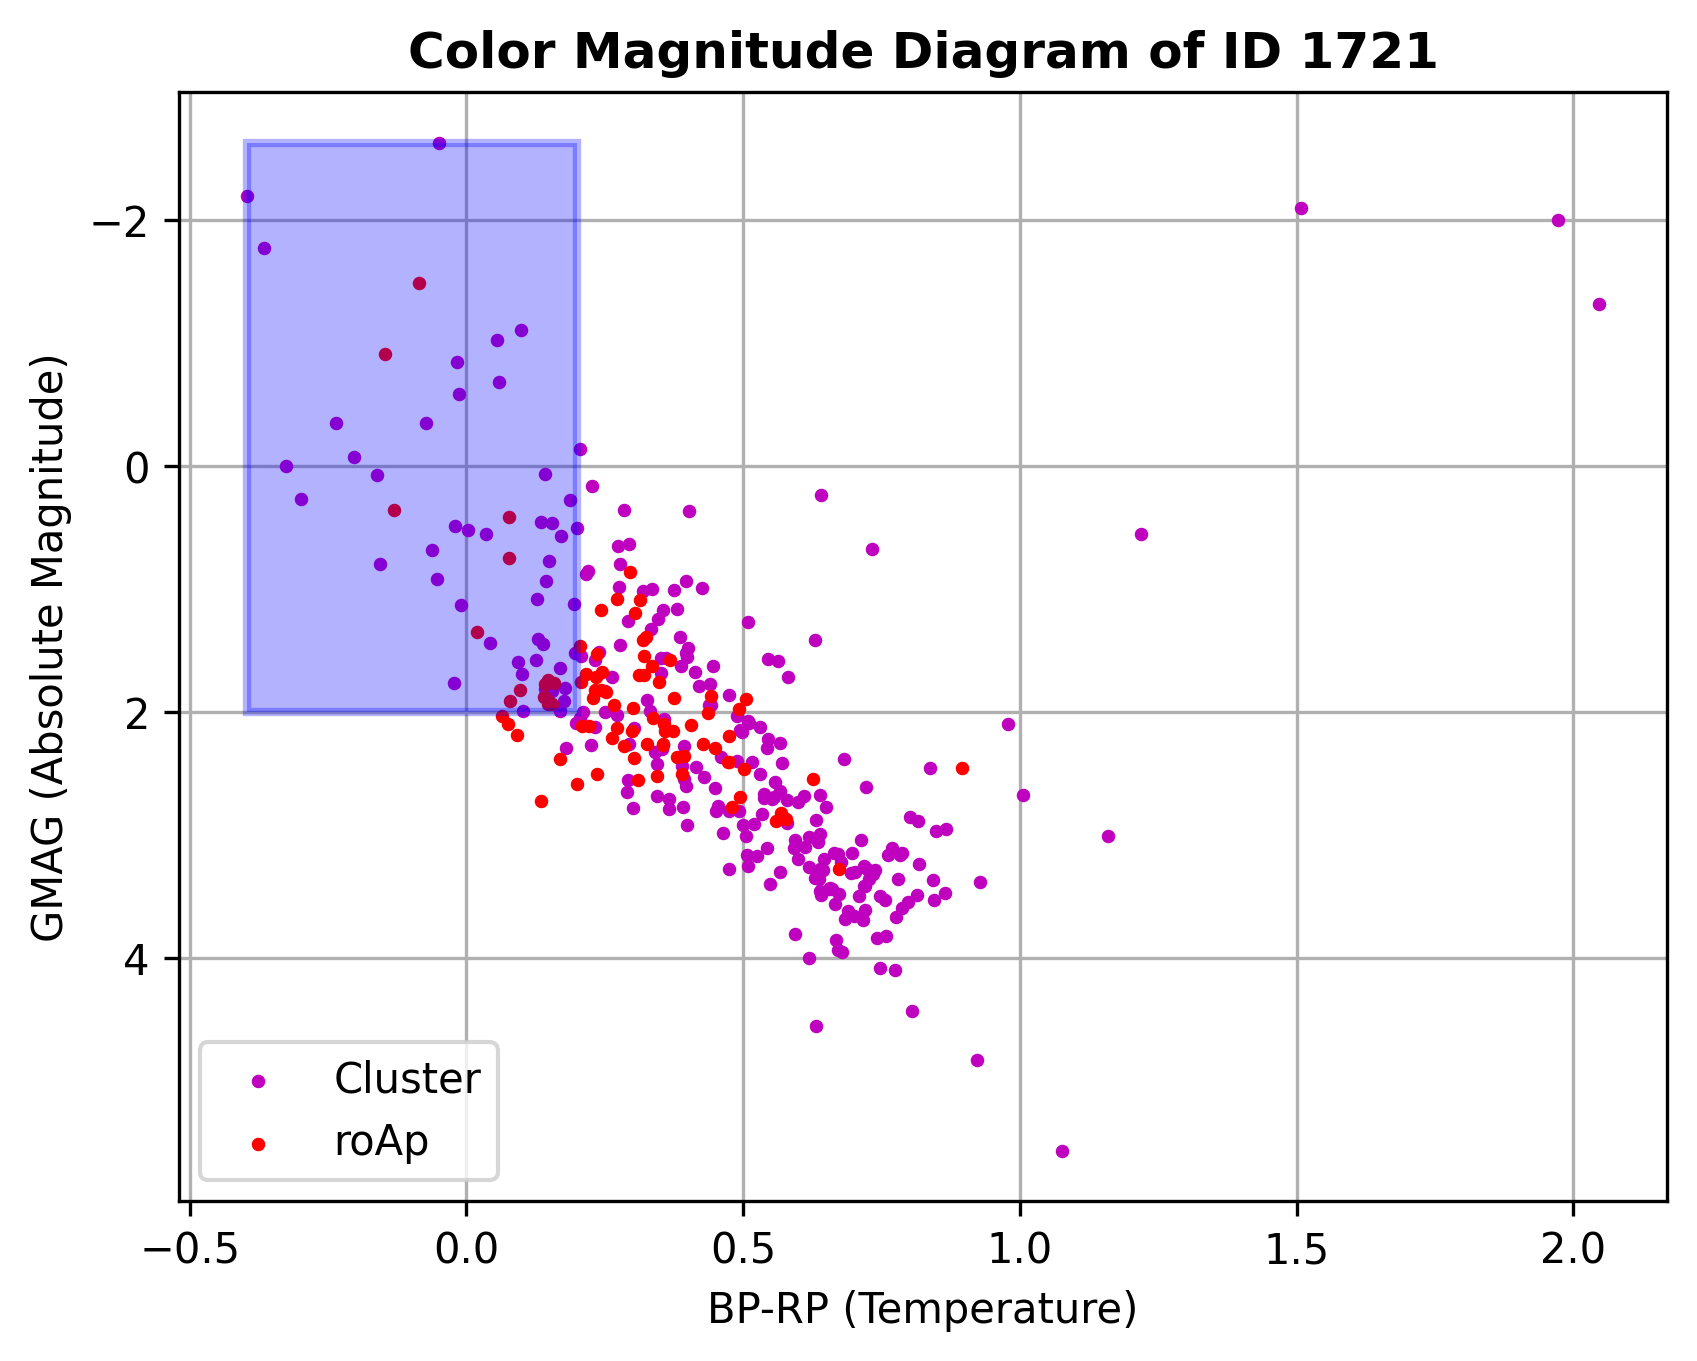 Color Magnitude Diagram of ID 1721
GMAG (Absolute Magnitude)
−2
0
2
4
Cluster
roAp
−0.5
0.0
0.5
1.0
1.5
2.0
BP-RP (Temperature)